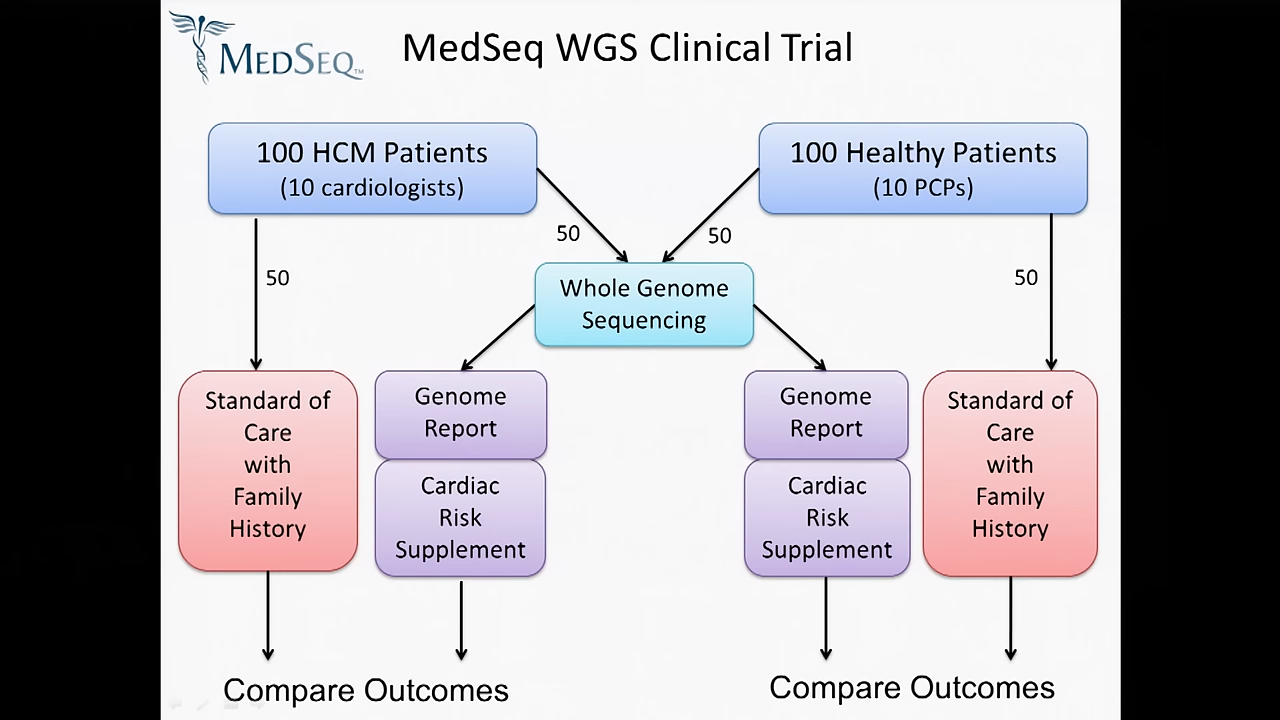 MEDSEQ™
MedSeq WGS Clinical Trial
100 HCM Patients
(10 cardiologists)
100 Healthy Patients
(10 PCPs)
50
50
50
50
Whole Genome
Sequencing
Standard of
Care
with
Family
History
Genome
Report
Cardiac
Risk
Supplement
Genome
Report
Cardiac
Risk
Supplement
Standard of
Care
with
Family
History
Compare Outcomes
Compare Outcomes